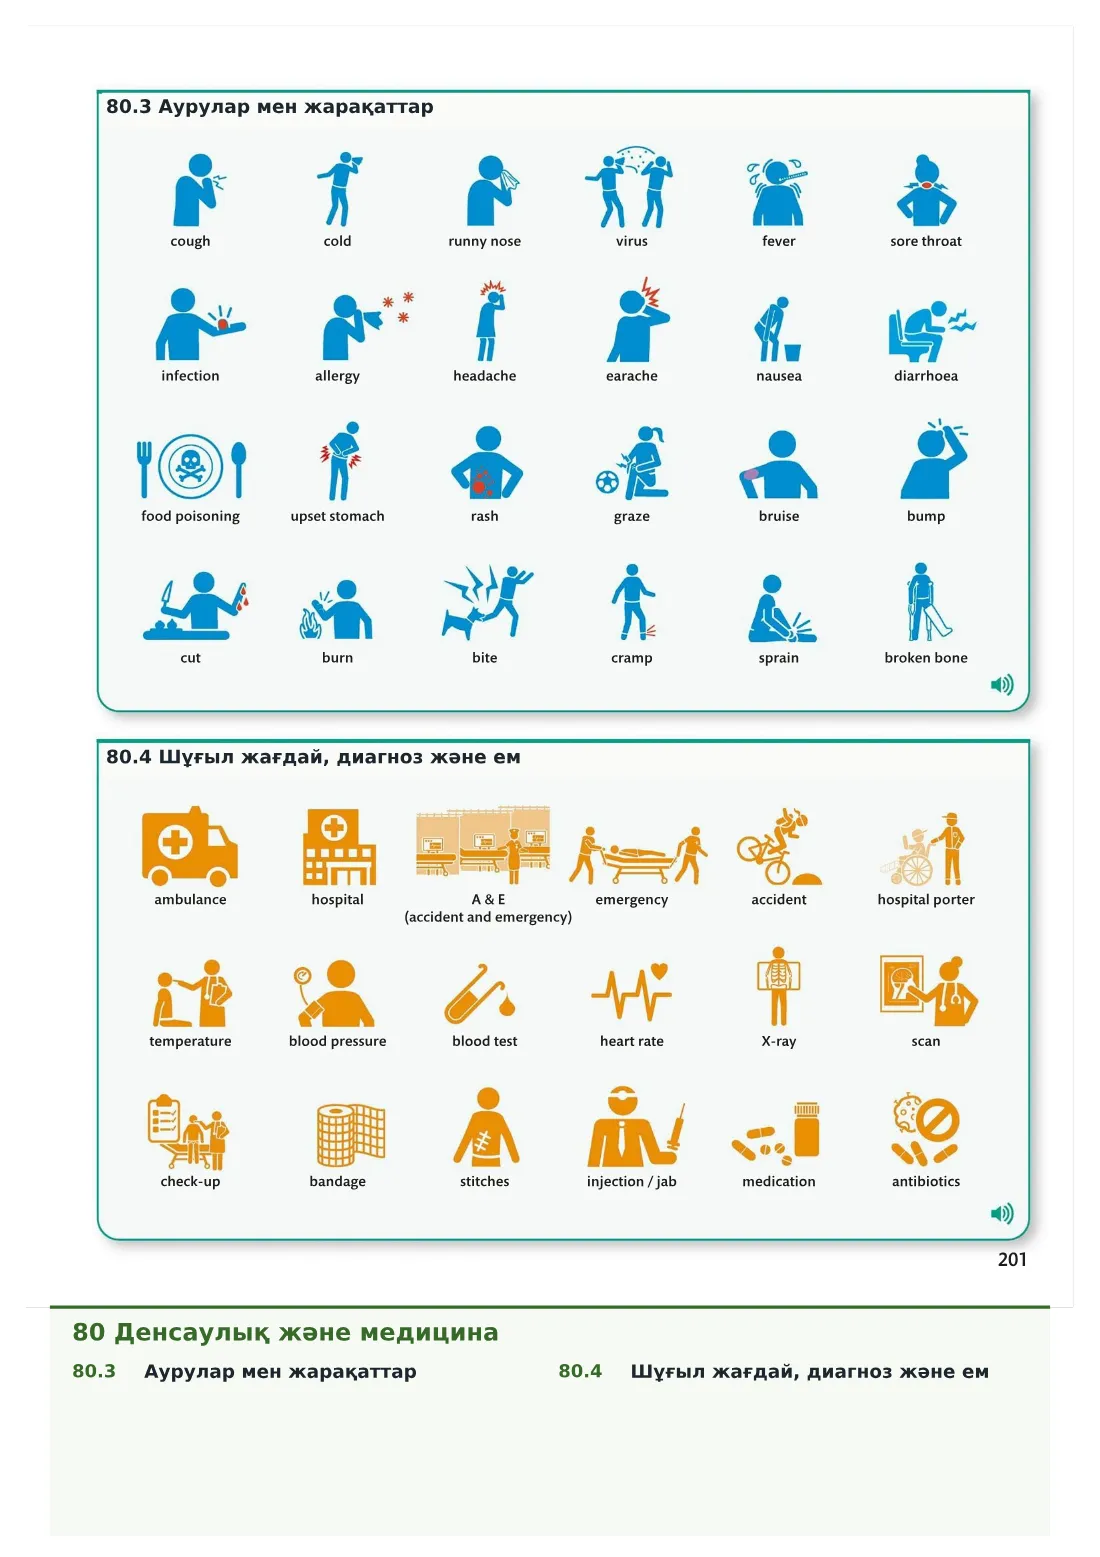 80.3 Аурулар мен жарақаттар
cough cold runny nose virus fever sore throat
infection allergy headache earache nausea diarrhoea
food poisoning upset stomach rash graze bruise bump
cut burn bite cramp sprain broken bone
80.4 Шұғыл жағдай, диагноз және ем
ambulance hospital A & E emergency accident hospital porter
(accident and emergency)
temperature blood pressure blood test heart rate X-ray scan
check-up bandage stitches injection / jab medication antibiotics
201
80 Денсаулық және медицина
80.3 Аурулар мен жарақаттар 80.4 Шұғыл жағдай, диагноз және ем